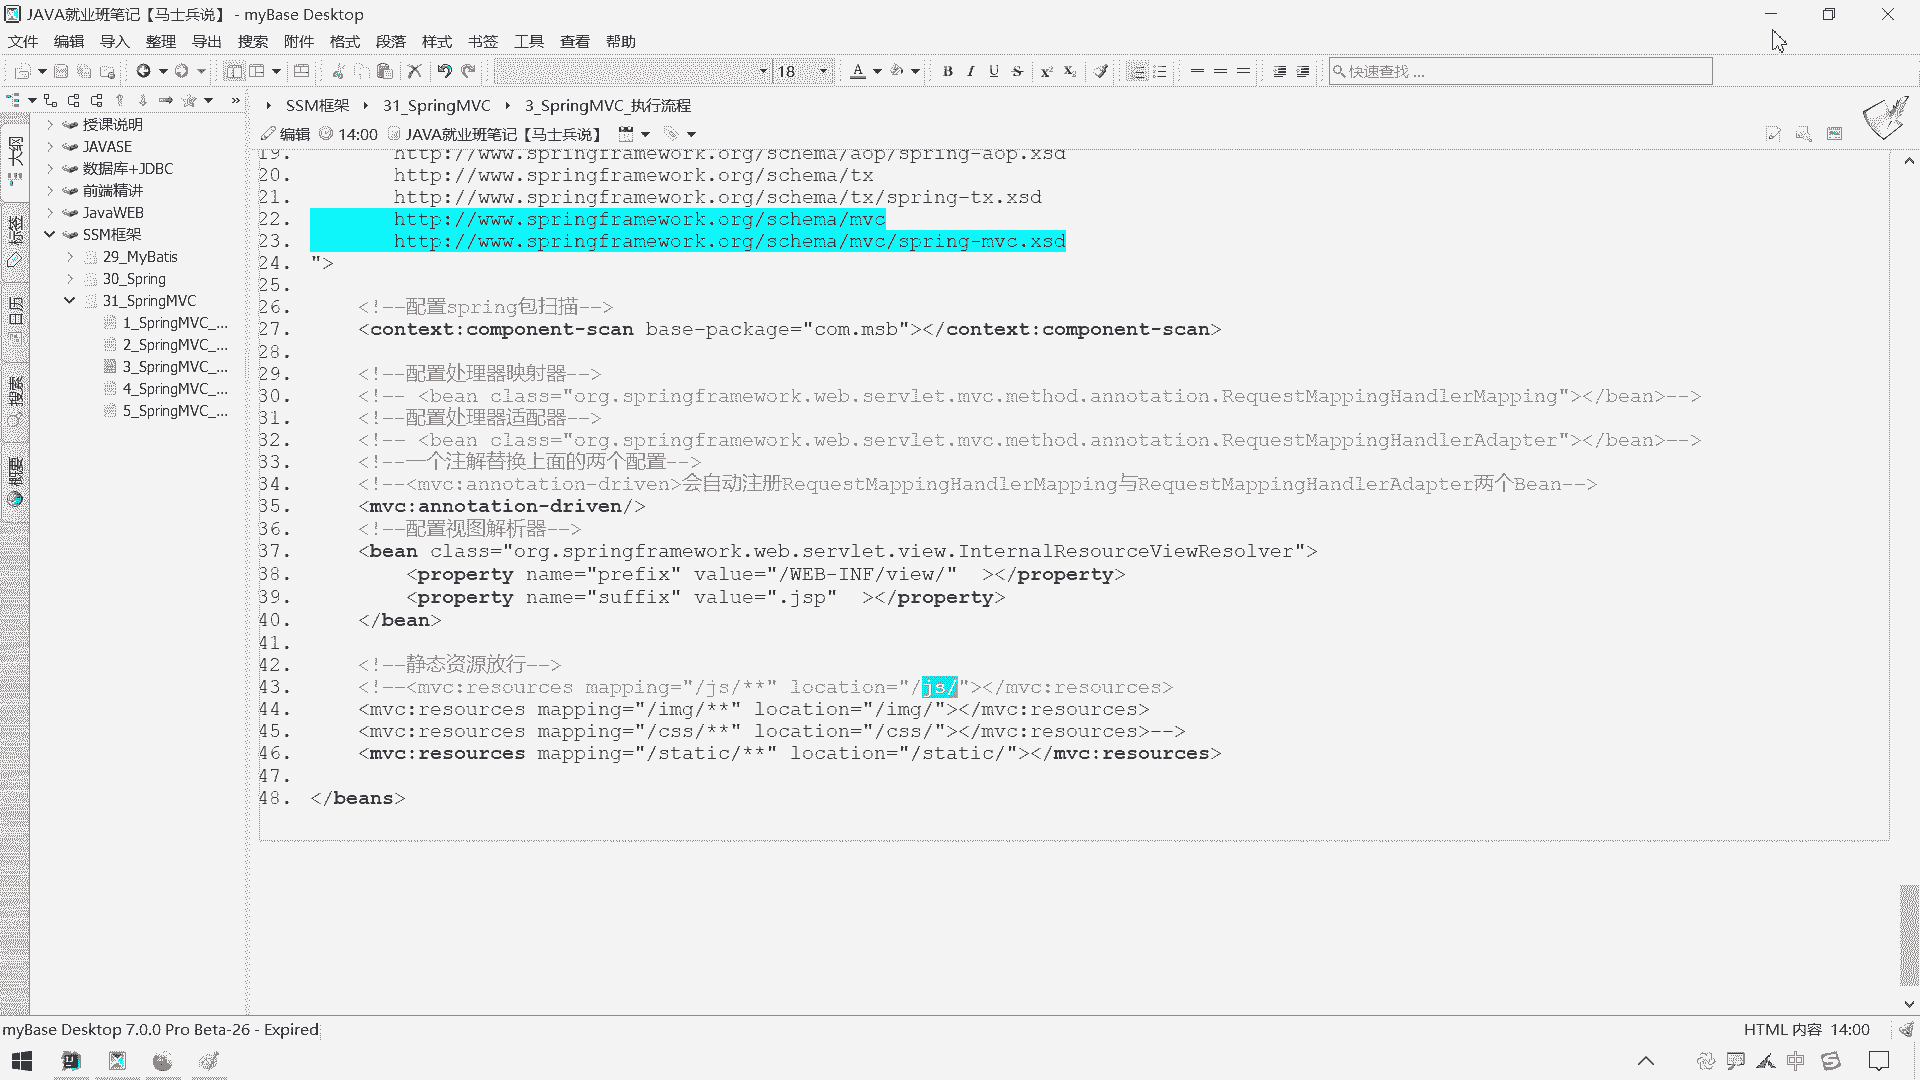 JAVA就业班笔记【马士兵说】 - myBase Desktop
文件 编辑 导入 整理 导出 搜索 附件 格式 段落 样式 书签 工具 查看 帮助
18 A B I U S x² X₂ 快速查找 ...
SSM框架 31_SpringMVC 3_SpringMVC_执行流程
编辑 14:00 JAVA就业班笔记【马士兵说】
大纲
标签
日历
搜索
概要
授课说明
JAVASE
数据库+JDBC
前端精讲
JavaWEB
SSM框架
29_MyBatis
30_Spring
31_SpringMVC
1_SpringMVC_...
2_SpringMVC_...
3_SpringMVC_...
4_SpringMVC_...
5_SpringMVC_...
19. http://www.springframework.org/schema/aop/spring-aop.xsd
20. http://www.springframework.org/schema/tx
21. http://www.springframework.org/schema/tx/spring-tx.xsd
22. http://www.springframework.org/schema/mvc
23. http://www.springframework.org/schema/mvc/spring-mvc.xsd
24. ">
25.
26. <!--配置spring包扫描-->
27. <context:component-scan base-package="com.msb"></context:component-scan>
28.
29. <!--配置处理器映射器-->
30. <!-- <bean class="org.springframework.web.servlet.mvc.method.annotation.RequestMappingHandlerMapping"></bean>-->
31. <!--配置处理器适配器-->
32. <!-- <bean class="org.springframework.web.servlet.mvc.method.annotation.RequestMappingHandlerAdapter"></bean>-->
33. <!--一个注解替换上面的两个配置-->
34. <!--<mvc:annotation-driven>会自动注册RequestMappingHandlerMapping与RequestMappingHandlerAdapter两个Bean-->
35. <mvc:annotation-driven/>
36. <!--配置视图解析器-->
37. <bean class="org.springframework.web.servlet.view.InternalResourceViewResolver">
38. <property name="prefix" value="/WEB-INF/view/"  ></property>
39. <property name="suffix" value=".jsp"  ></property>
40. </bean>
41.
42. <!--静态资源放行-->
43. <!--<mvc:resources mapping="/js/**" location="/js/"></mvc:resources>
44. <mvc:resources mapping="/img/**" location="/img/"></mvc:resources>
45. <mvc:resources mapping="/css/**" location="/css/"></mvc:resources>-->
46. <mvc:resources mapping="/static/**" location="/static/"></mvc:resources>
47.
48. </beans>
myBase Desktop 7.0.0 Pro Beta-26 - Expired
HTML 内容 14:00
中